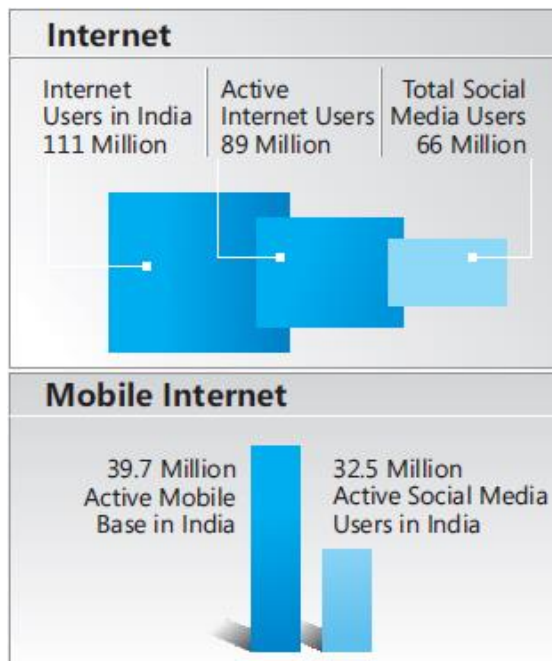 Internet
Internet
Users in India
111 Million
Active
Internet Users
89 Million
Total Social
Media Users
66 Million
Mobile Internet
39.7 Million
Active Mobile
Base in India
32.5 Million
Active Social Media
Users in India